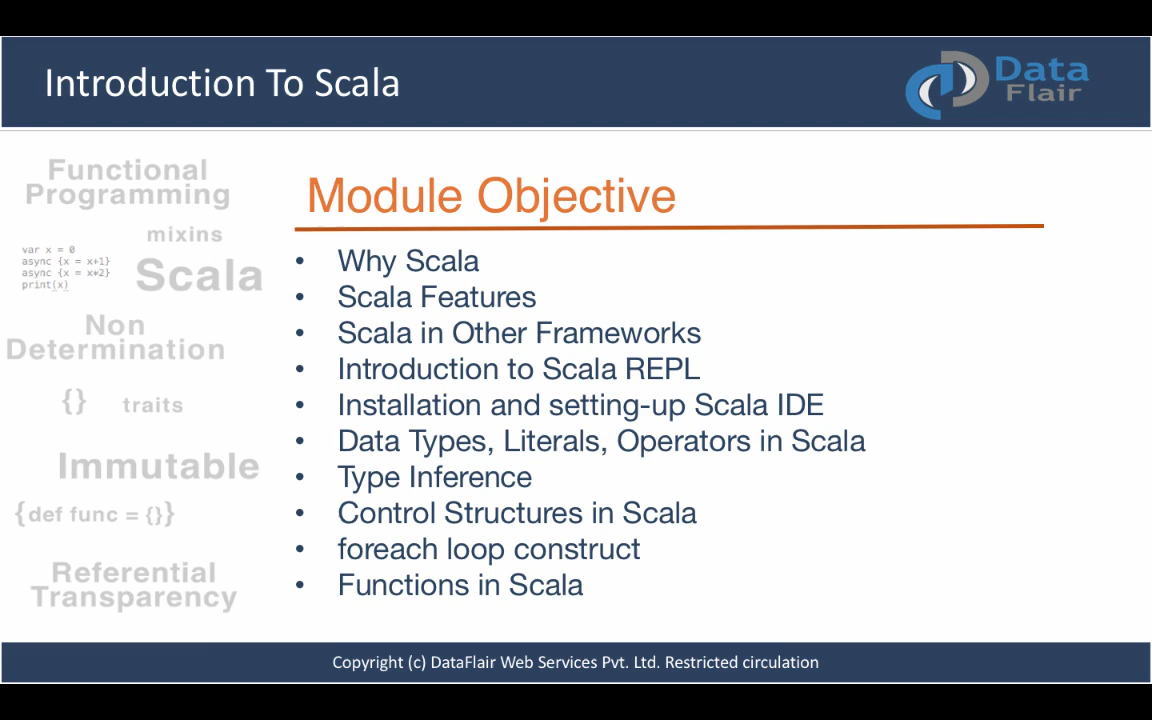 Introduction To Scala
Data
Flair
Functional
Programming
mixins
var x = 0
async {x = x+1}
async {x = x*2}
print(x)
Scala
Non
Determination
{} traits
Immutable
{def func = {}}
Referential
Transparency
Module Objective
• Why Scala
• Scala Features
• Scala in Other Frameworks
• Introduction to Scala REPL
• Installation and setting-up Scala IDE
• Data Types, Literals, Operators in Scala
• Type Inference
• Control Structures in Scala
• foreach loop construct
• Functions in Scala
Copyright (c) DataFlair Web Services Pvt. Ltd. Restricted circulation